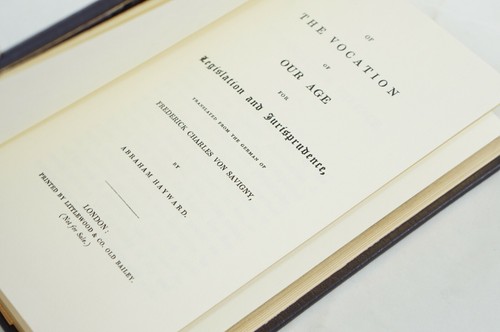 OF
THE VOCATION
OF
OUR AGE
FOR
Legislation and Jurisprudence,
TRANSLATED FROM THE GERMAN OF
FREDERICK CHARLES VON SAVIGNY,
BY
ABRAHAM HAYWARD.
LONDON:
PRINTED BY LITTLEWOOD & CO. OLD BAILEY.
(Not for Sale.)